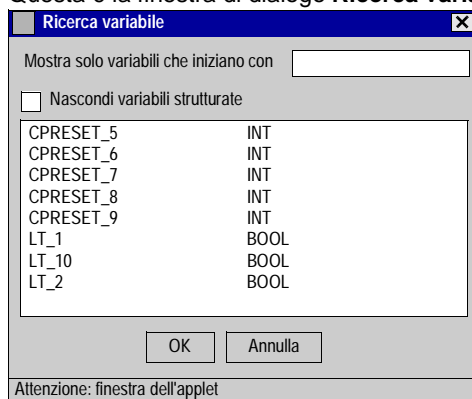 Questa è la finestra di dialogo Ricerca varia
Ricerca variabile
Mostra solo variabili che iniziano con
Nascondi variabili strutturate
CPRESET_5 INT
CPRESET_6 INT
CPRESET_7 INT
CPRESET_8 INT
CPRESET_9 INT
LT_1 BOOL
LT_10 BOOL
LT_2 BOOL
OK Annulla
Attenzione: finestra dell'applet